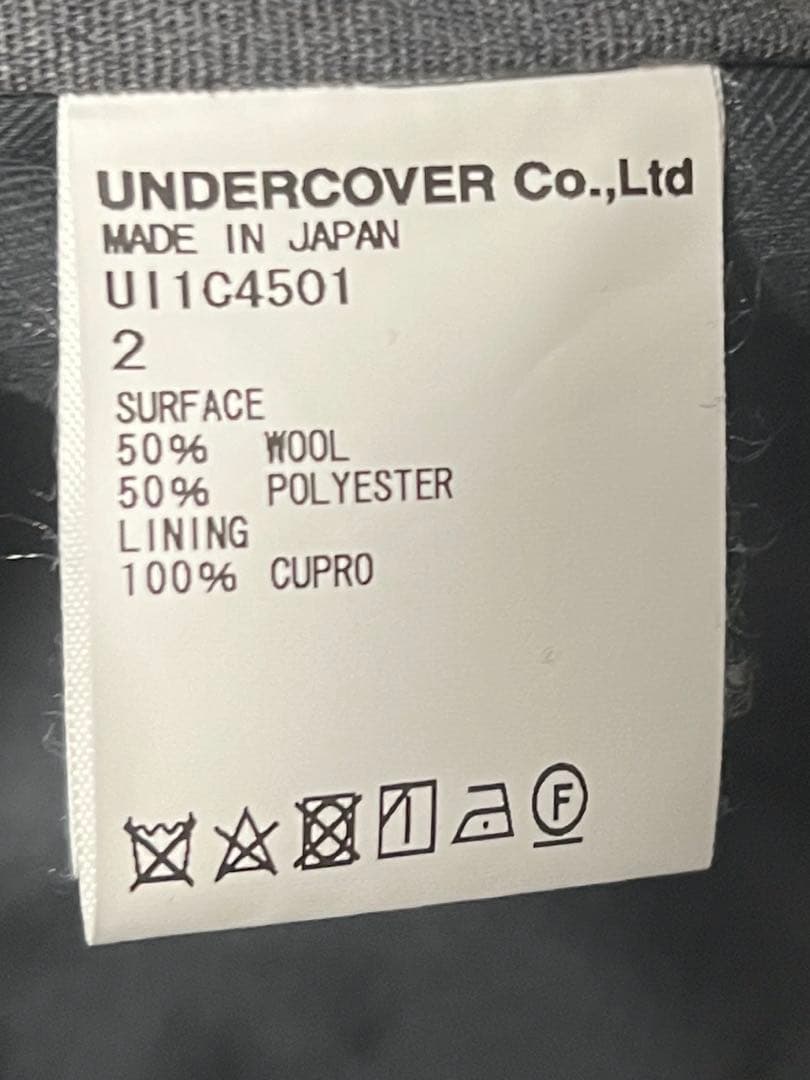 UNDERCOVER Co.,Ltd
MADE IN JAPAN
UI1C4501
2
SURFACE
50% WOOL
50% POLYESTER
LINING
100% CUPRO
F